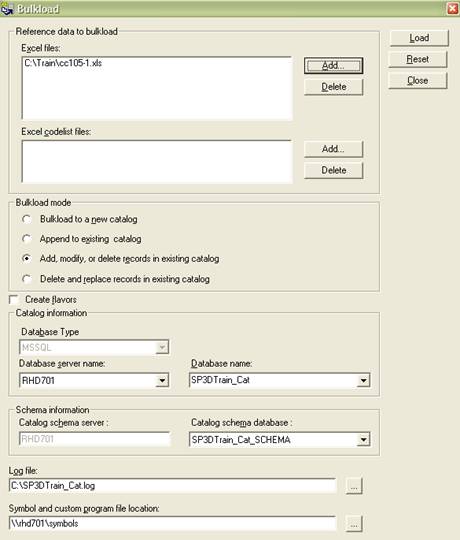 Bulkload
Reference data to bulkload
Excel files:
C:\Train\cc105-1.xls
Add...
Delete
Load
Reset
Close
Excel codelist files:
Add...
Delete
Bulkload mode
Bulkload to a new catalog
Append to existing catalog
Add, modify, or delete records in existing catalog
Delete and replace records in existing catalog
Create flavors
Catalog information
Database Type
MSSQL
Database server name:
Database name:
RHD701
SP3DTrain_Cat
Schema information
Catalog schema server :
Catalog schema database :
RHD701
SP3DTrain_Cat_SCHEMA
Log file:
C:\SP3DTrain_Cat.log
...
Symbol and custom program file location:
\\rhd701\symbols
...